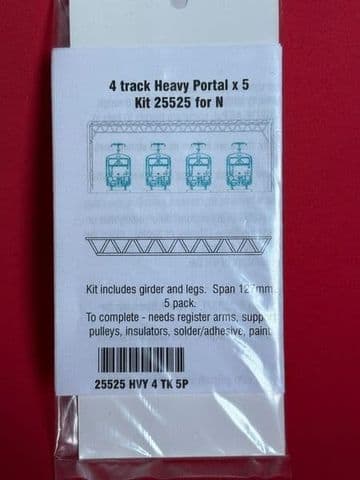 4 track Heavy Portal x 5
Kit 25525 for N
Kit includes girder and legs. Span 127mm.
5 pack.
To complete - needs register arms, support
pulleys, insulators, solder/adhesive, paint
25525 HVY 4 TK 5P